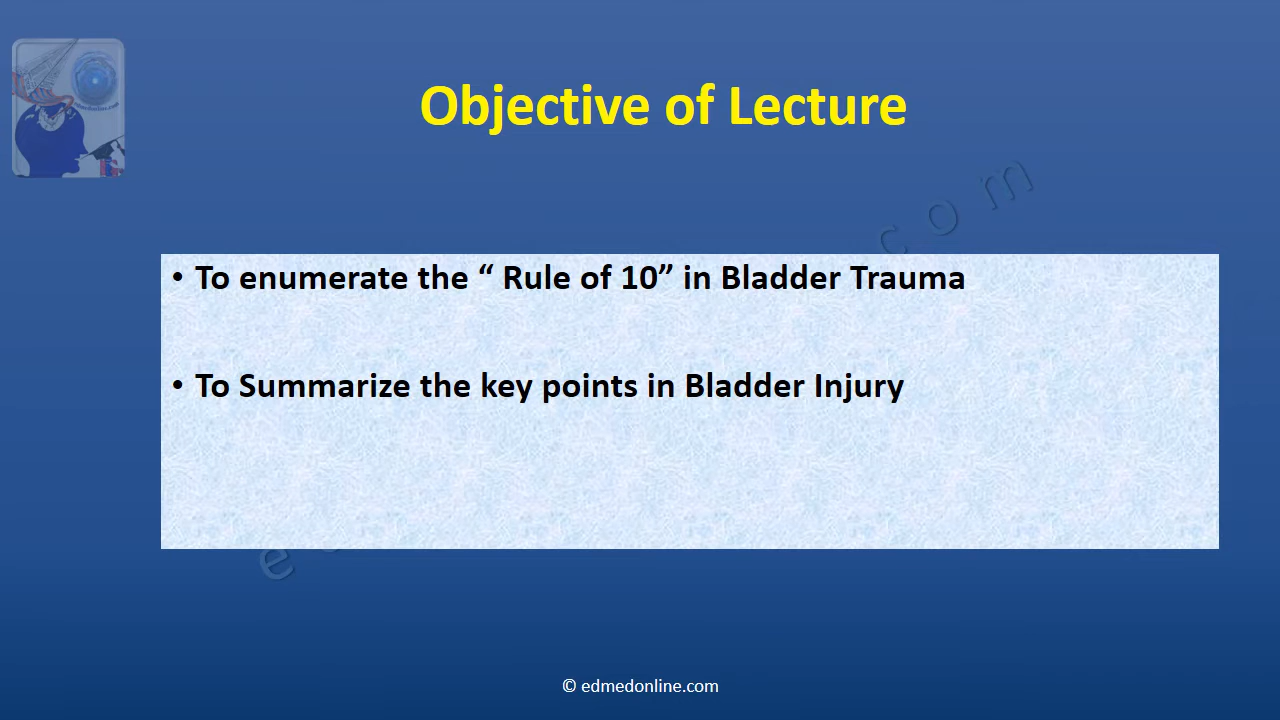 Objective of Lecture
c o m
• To enumerate the “ Rule of 10” in Bladder Trauma
• To Summarize the key points in Bladder Injury
e
© edmedonline.com